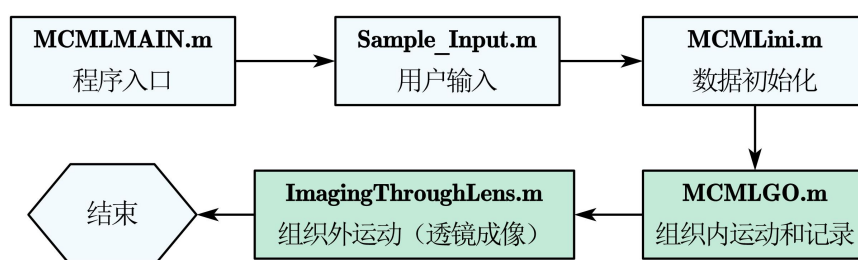 MCMLMAIN.m
程序入口
Sample_Input.m
用户输入
MCMLini.m
数据初始化
结束
ImagingThroughLens.m
组织外运动（透镜成像）
MCMLGO.m
组织内运动和记录